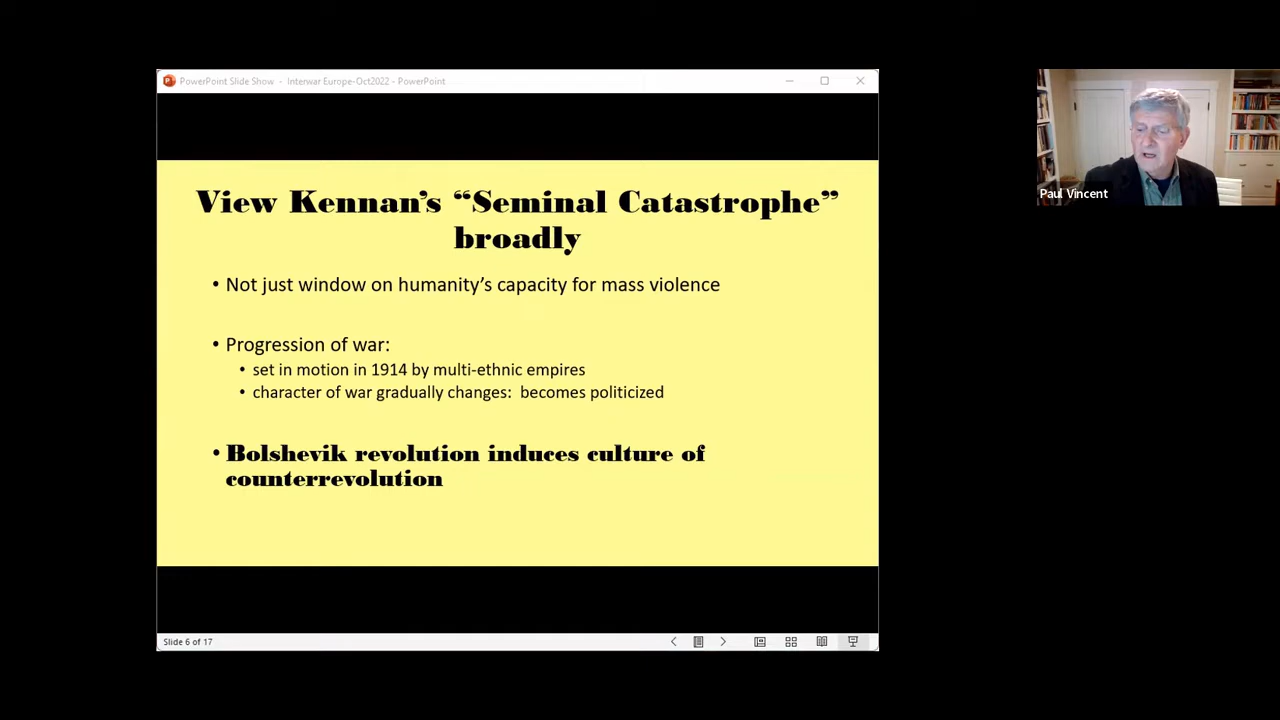 PowerPoint Slide Show - Interwar Europe-Oct2022 - PowerPoint
View Kennan's “Seminal Catastrophe”
broadly
• Not just window on humanity's capacity for mass violence
• Progression of war:
• set in motion in 1914 by multi-ethnic empires
• character of war gradually changes: becomes politicized
• Bolshevik revolution induces culture of
counterrevolution
Slide 6 of 17
Paul Vincent